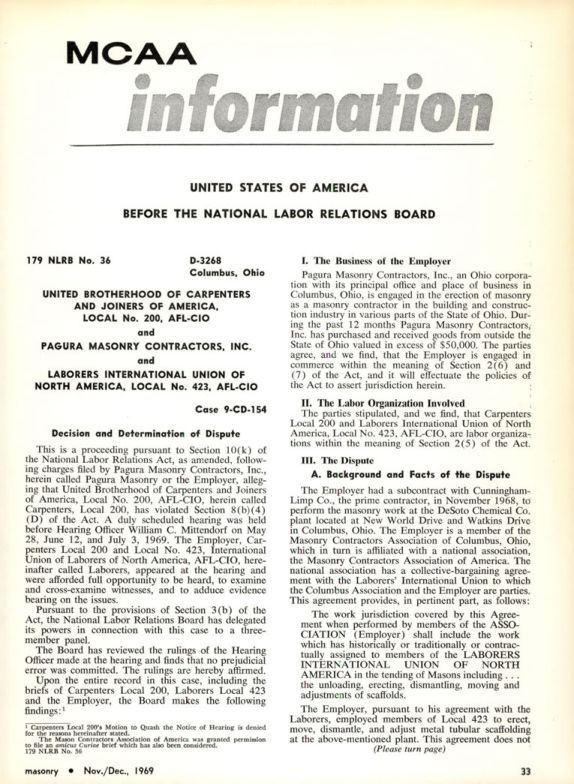 MCAA
information
UNITED STATES OF AMERICA
BEFORE THE NATIONAL LABOR RELATIONS BOARD
179 NLRB No. 36
D-3268
Columbus, Ohio
UNITED BROTHERHOOD OF CARPENTERS
AND JOINERS OF AMERICA,
LOCAL No. 200, AFL-CIO
and
PAGURA MASONRY CONTRACTORS, INC.
and
LABORERS INTERNATIONAL UNION OF
NORTH AMERICA, LOCAL No. 423, AFL-CIO
Case 9-CD-154
Decision and Determination of Dispute
This is a proceeding pursuant to Section 10(k) of
the National Labor Relations Act, as amended, follow-
ing charges filed by Pagura Masonry Contractors, Inc.,
herein called Pagura Masonry or the Employer, alleg-
ing that United Brotherhood of Carpenters and Joiners
of America, Local No. 200, AFL-CIO, herein called
Carpenters, Local 200, has violated Section 8(b)(4)
(D) of the Act. A duly scheduled hearing was held
before Hearing Officer William C. Mittendorf on May
28, June 12, and July 3, 1969. The Employer, Car-
penters Local 200 and Local No. 423, International
Union of Laborers of North America, AFL-CIO, here-
inafter called Laborers, appeared at the hearing and
were afforded full opportunity to be heard, to examine
and cross-examine witnesses, and to adduce evidence
bearing on the issues.
Pursuant to the provisions of Section 3(b) of the
Act, the National Labor Relations Board has delegated
its powers in connection with this case to a three-
member panel.
The Board has reviewed the rulings of the Hearing
Officer made at the hearing and finds that no prejudicial
error was committed. The rulings are hereby affirmed.
Upon the entire record in this case, including the
briefs of Carpenters Local 200, Laborers Local 423
and the Employer, the Board makes the following
findings:1
1 Carpenters Local 200's Motion to Quash the Notice of Hearing is denied
for the reasons hereinafter stated.
The Mason Contractors Association of America was granted permission
to file an amicus Curiae brief which has also been considered.
179 NLRB No. 36
I. The Business of the Employer
Pagura Masonry Contractors, Inc., an Ohio corpora-
tion with its principal office and place of business in
Columbus, Ohio, is engaged in the erection of masonry
as a masonry contractor in the building and construc-
tion industry in various parts of the State of Ohio. Dur-
ing the past 12 months Pagura Masonry Contractors,
Inc. has purchased and received goods from outside the
State of Ohio valued in excess of $50,000. The parties
agree, and we find, that the Employer is engaged in
commerce within the meaning of Section 2(6) and
(7) of the Act, and it will effectuate the policies of
the Act to assert jurisdiction herein.
II. The Labor Organization Involved
The parties stipulated, and we find, that Carpenters
Local 200 and Laborers International Union of North
America, Local No. 423, AFL-CIO, are labor organiza-
tions within the meaning of Section 2(5) of the Act.
III. The Dispute
A. Background and Facts of the Dispute
The Employer had a subcontract with Cunningham-
Limp Co., the prime contractor, in November 1968, to
perform the masonry work at the DeSoto Chemical Co.
plant located at New World Drive and Watkins Drive
in Columbus, Ohio. The Employer is a member of the
Masonry Contractors Association of Columbus, Ohio,
which in turn is affiliated with a national association,
the Masonry Contractors Association of America. The
national association has a collective-bargaining agree-
ment with the Laborers' International Union to which
the Columbus Association and the Employer are parties.
This agreement provides, in pertinent part, as follows:
The work jurisdiction covered by this Agree-
ment when performed by members of the ASSO-
CIATION (Employer) shall include the work
which has historically or traditionally or contrac-
tually assigned to members of the LABORERS
INTERNATIONAL UNION OF NORTH
AMERICA in the tending of Masons including . . .
the unloading, erecting, dismantling, moving and
adjustments of scaffolds.
The Employer, pursuant to his agreement with the
Laborers, employed members of Local 423 to erect,
move, dismantle, and adjust metal tubular scaffolding
at the above-mentioned plant. This agreement does not
(Please turn page)
masonry • Nov./Dec., 1969
33